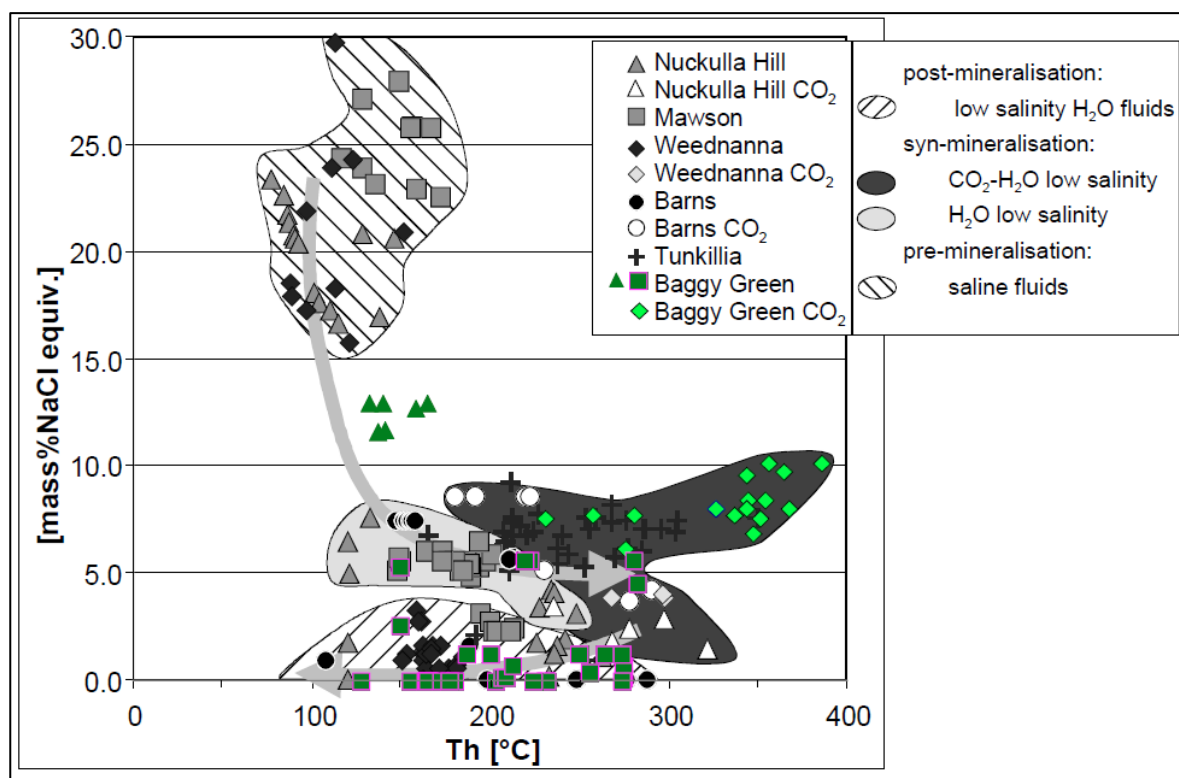 30.0
25.0
20.0
15.0
10.0
5.0
0.0
[mass%NaCl equiv.]
0
100
200
300
400
Th [°C]
Nuckulla Hill
Nuckulla Hill CO₂
Mawson
Weednanna
Weednanna CO₂
Barns
Barns CO₂
Tunkillia
Baggy Green
Baggy Green CO₂
post-mineralisation:
low salinity H₂O fluids
syn-mineralisation:
CO₂-H₂O low salinity
H₂O low salinity
pre-mineralisation:
saline fluids